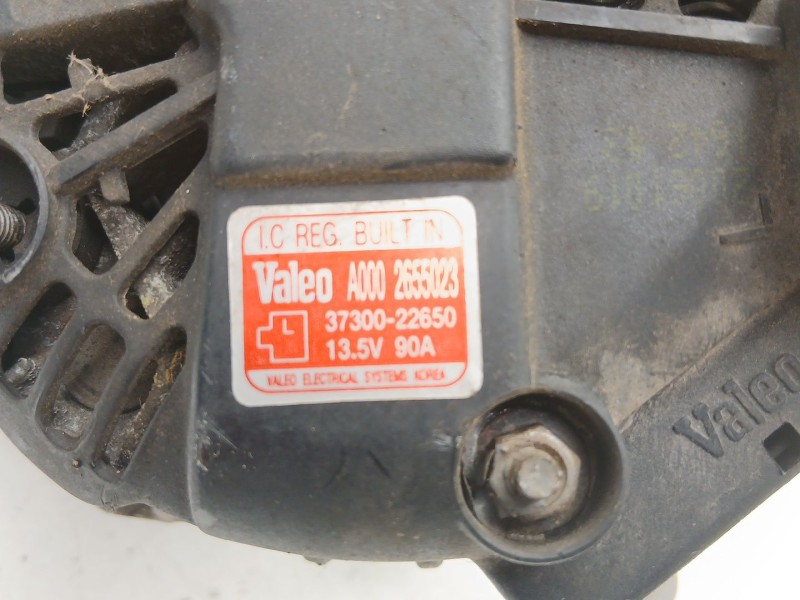 I.C REG. BUILT IN
Valeo A000 2655023
37300-22650
13.5V 90A
VALEO ELECTRICAL SYSTEMS KOREA
Valeo